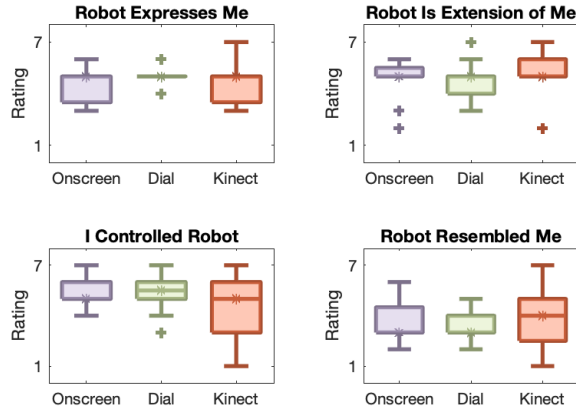 Robot Expresses Me
7
Rating
1
Onscreen Dial Kinect
Robot Is Extension of Me
7
Rating
1
Onscreen Dial Kinect
I Controlled Robot
7
Rating
1
Onscreen Dial Kinect
Robot Resembled Me
7
Rating
1
Onscreen Dial Kinect